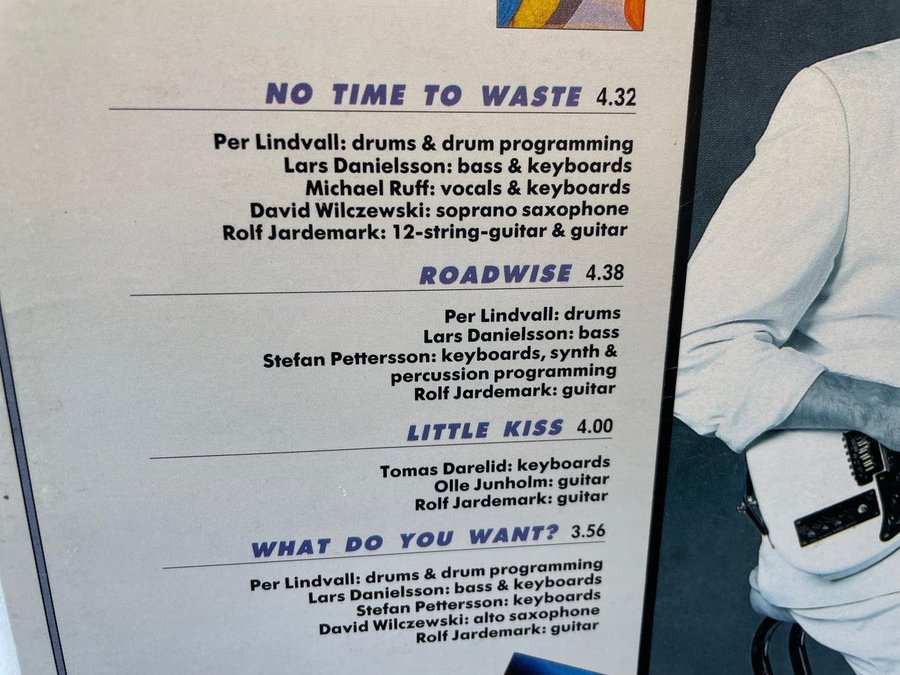 NO TIME TO WASTE 4.32
Per Lindvall: drums & drum programming
Lars Danielsson: bass & keyboards
Michael Ruff: vocals & keyboards
David Wilczewski: soprano saxophone
Rolf Jardemark: 12-string-guitar & guitar
ROADWISE 4.38
Per Lindvall: drums
Lars Danielsson: bass
Stefan Pettersson: keyboards, synth &
percussion programming
Rolf Jardemark: guitar
LITTLE KISS 4.00
Tomas Darelid: keyboards
Olle Junholm: guitar
Rolf Jardemark: guitar
WHAT DO YOU WANT? 3.56
Per Lindvall: drums & drum programming
Lars Danielsson: bass & keyboards
Stefan Pettersson: keyboards
David Wilczewski: alto saxophone
Rolf Jardemark: guitar